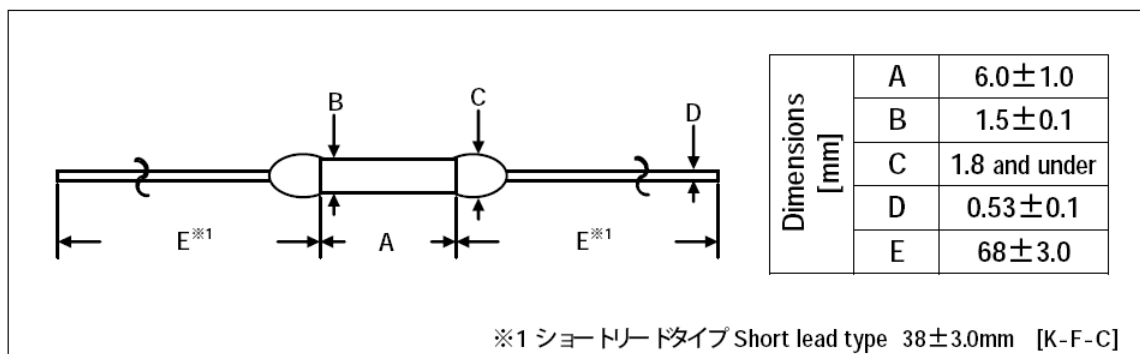 B
C
D
E※1
A
E※1
Dimensions
[mm]
A 6.0±1.0
B 1.5±0.1
C 1.8 and under
D 0.53±0.1
E 68±3.0
※1 ショートリードタイプ Short lead type 38±3.0mm [K-F-C]